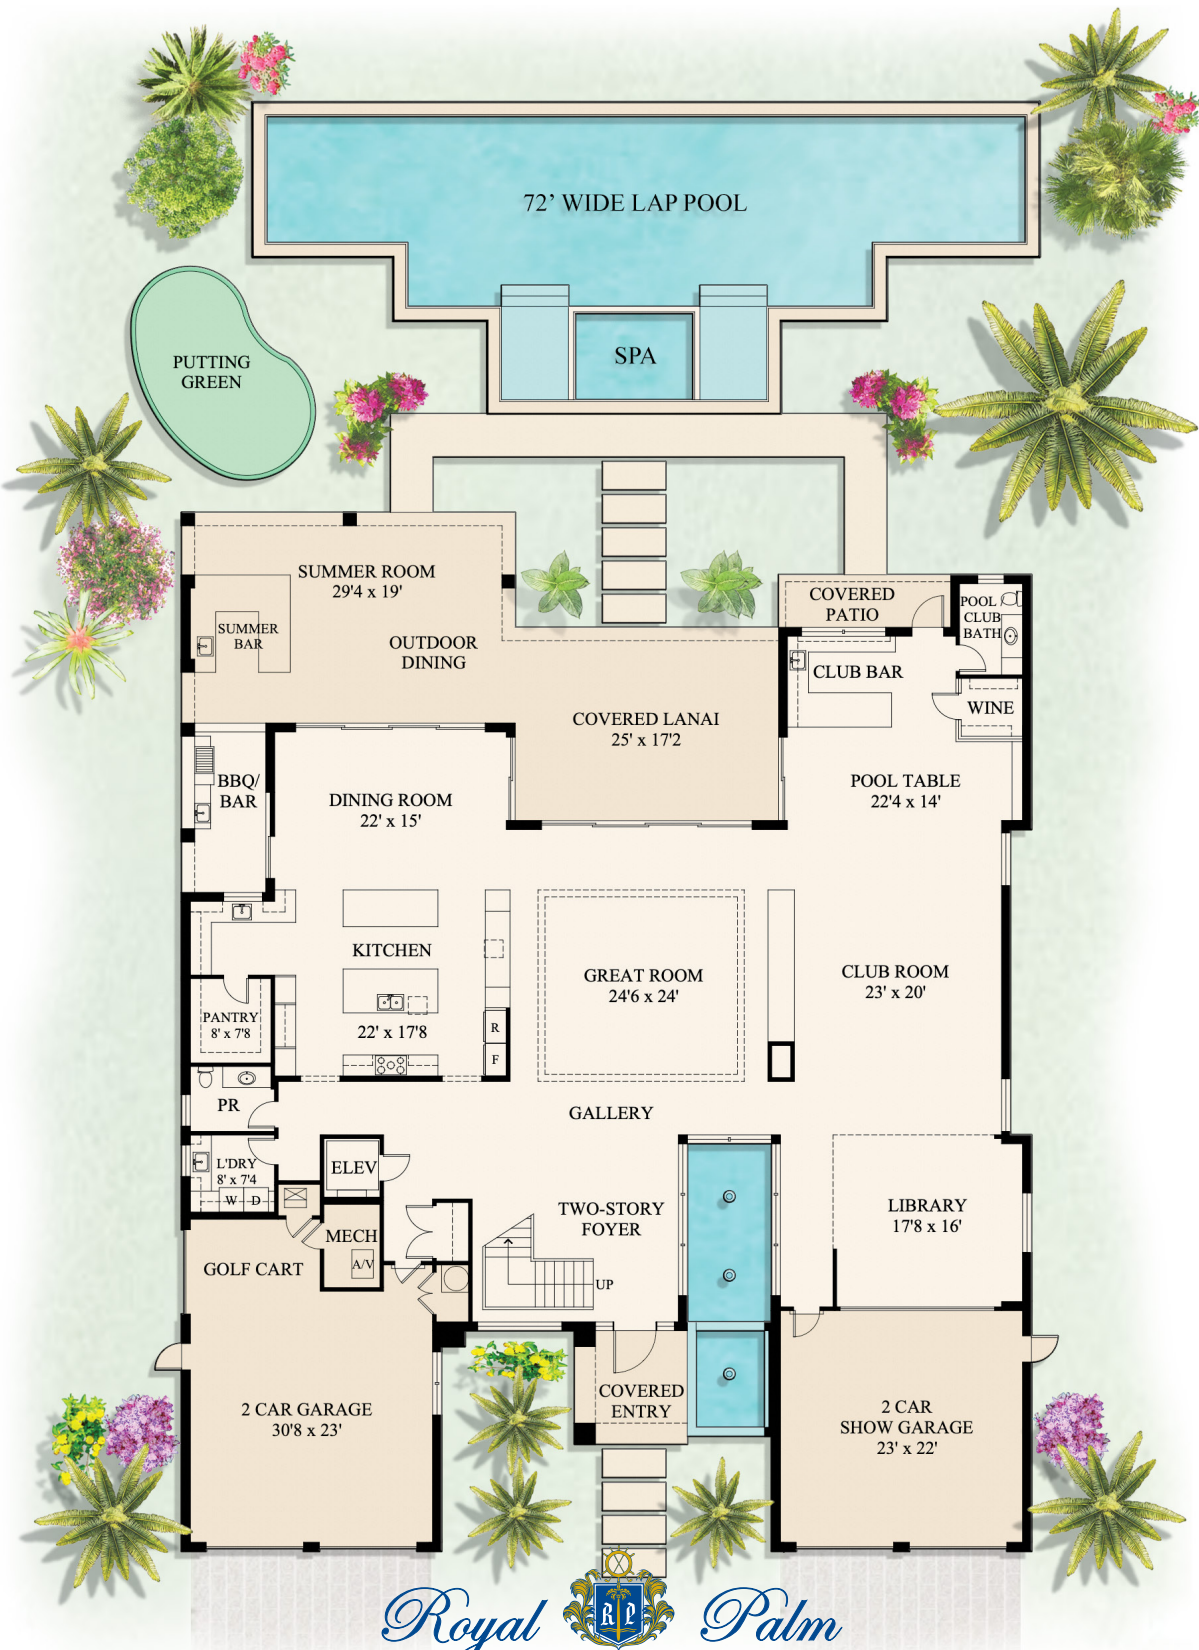 72’ WIDE LAP POOL
SPA
PUTTING
GREEN
SUMMER ROOM
29'4 x 19'
SUMMER
BAR
OUTDOOR
DINING
COVERED
PATIO
POOL
CLUB
BATH
CLUB BAR
WINE
COVERED LANAI
25' x 17'2
BBQ/
BAR
DINING ROOM
22' x 15'
POOL TABLE
22'4 x 14'
KITCHEN
22' x 17'8
GREAT ROOM
24'6 x 24'
CLUB ROOM
23' x 20'
PANTRY
8' x 7'8
R
F
PR
GALLERY
L'DRY
8' x 7'4
W
D
ELEV
TWO-STORY
FOYER
LIBRARY
17'8 x 16'
MECH
A/V
GOLF CART
UP
COVERED
ENTRY
2 CAR GARAGE
30'8 x 23'
2 CAR
SHOW GARAGE
23' x 22'
Royal RP Palm